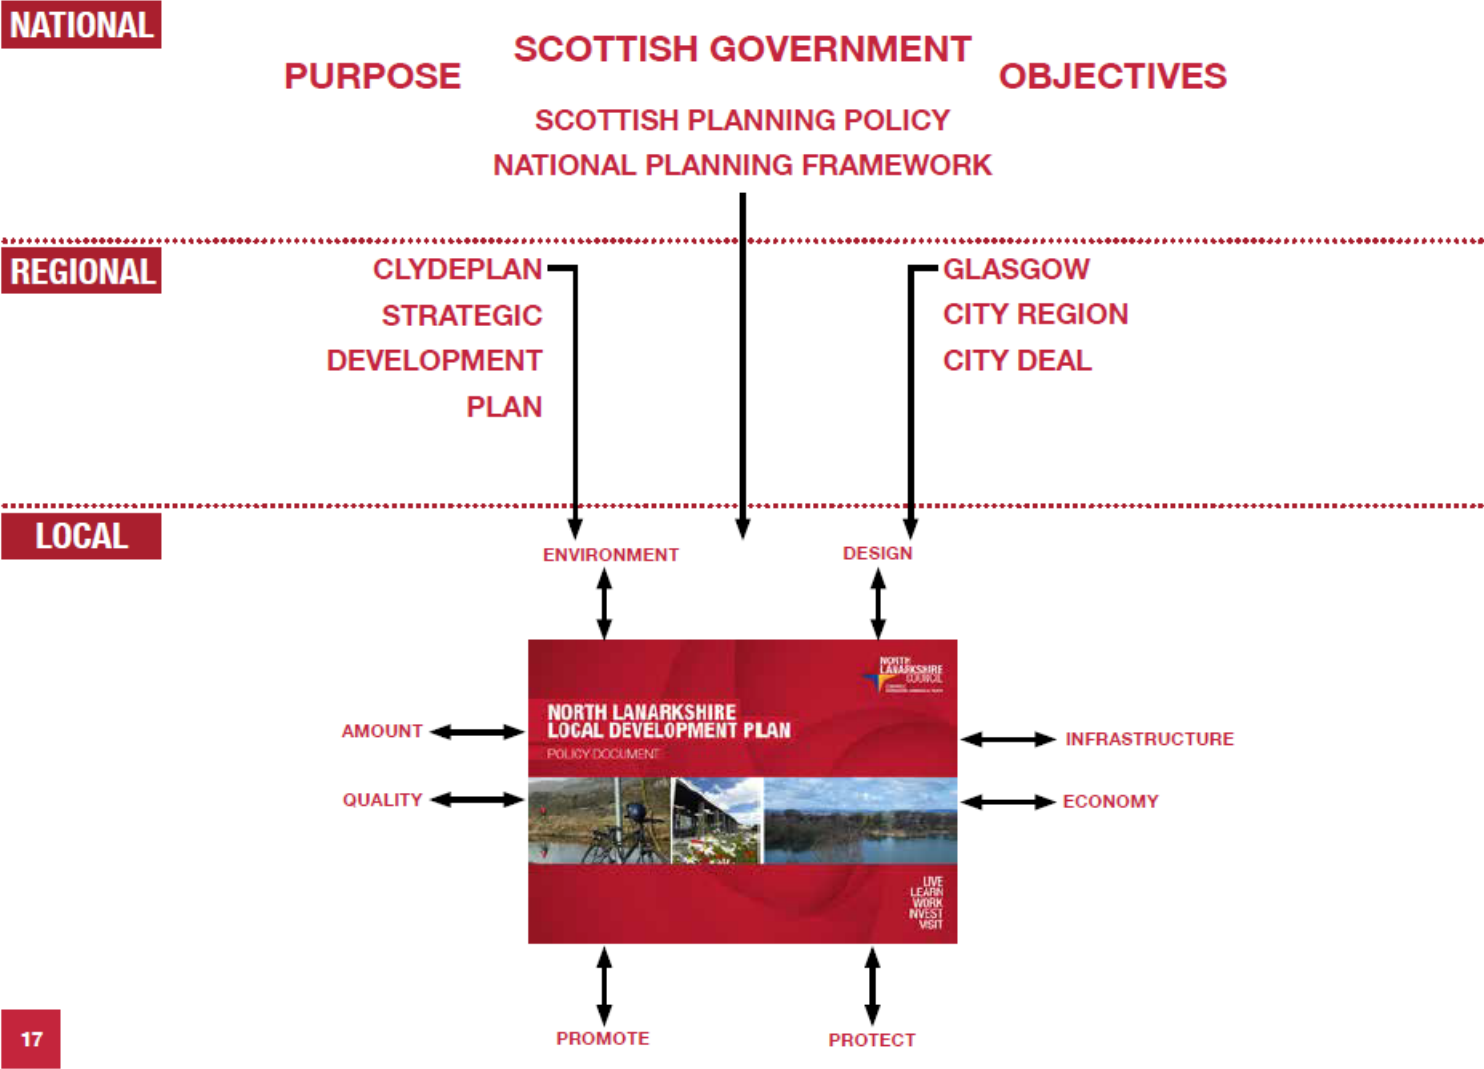 NATIONAL
SCOTTISH GOVERNMENT
PURPOSE
OBJECTIVES
SCOTTISH PLANNING POLICY
NATIONAL PLANNING FRAMEWORK
REGIONAL
CLYDEPLAN
STRATEGIC
DEVELOPMENT
PLAN
GLASGOW
CITY REGION
CITY DEAL
LOCAL
ENVIRONMENT
DESIGN
NORTH
LANARKSHIRE
COUNCIL
NORTH LANARKSHIRE
LOCAL DEVELOPMENT PLAN
POLICY DOCUMENT
AMOUNT
QUALITY
INFRASTRUCTURE
ECONOMY
LIVE
LEARN
WORK
INVEST
VISIT
PROMOTE
PROTECT
17